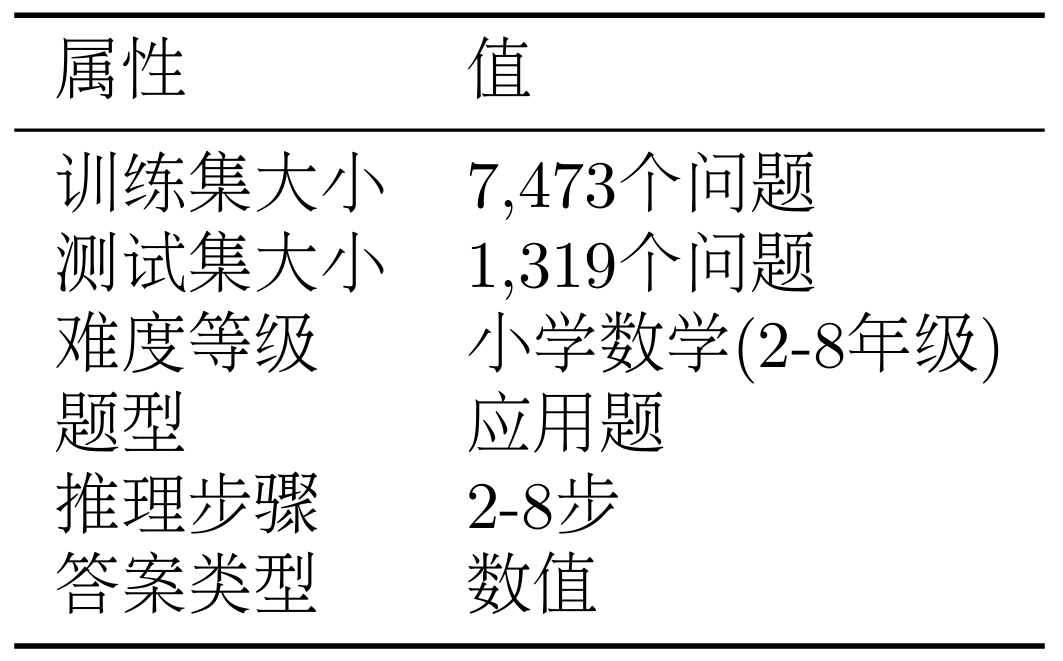 属性 值
训练集大小 7,473个问题
测试集大小 1,319个问题
难度等级 小学数学(2-8年级)
题型 应用题
推理步骤 2-8步
答案类型 数值